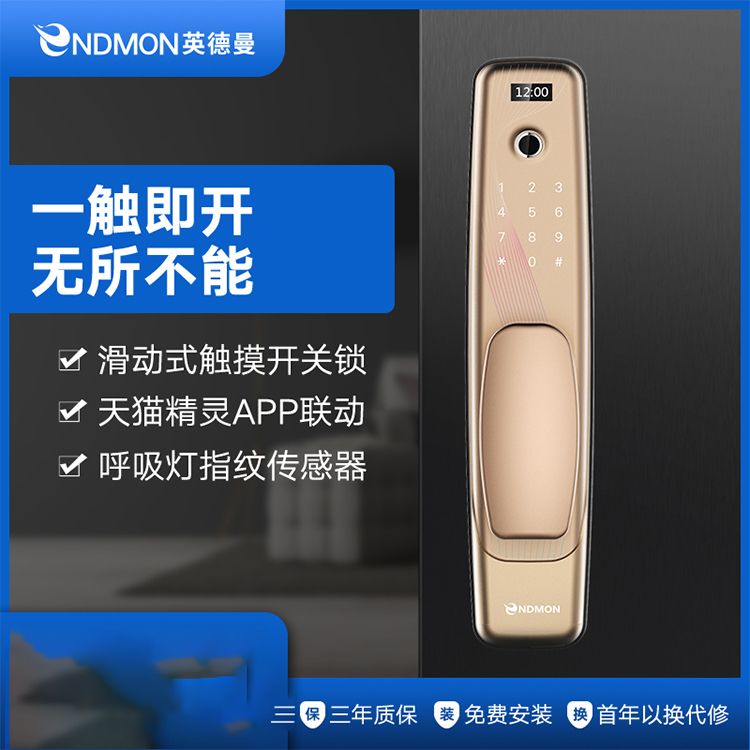 ENDMON英德曼
12:00
一触即开
无所不能
1 2 3
4 5 6
7 8 9
* 0 #
滑动式触摸开关锁
天猫精灵APP联动
呼吸灯指纹传感器
ENDMON
三 保 三年质保 装 免费安装 换 首年以换代修